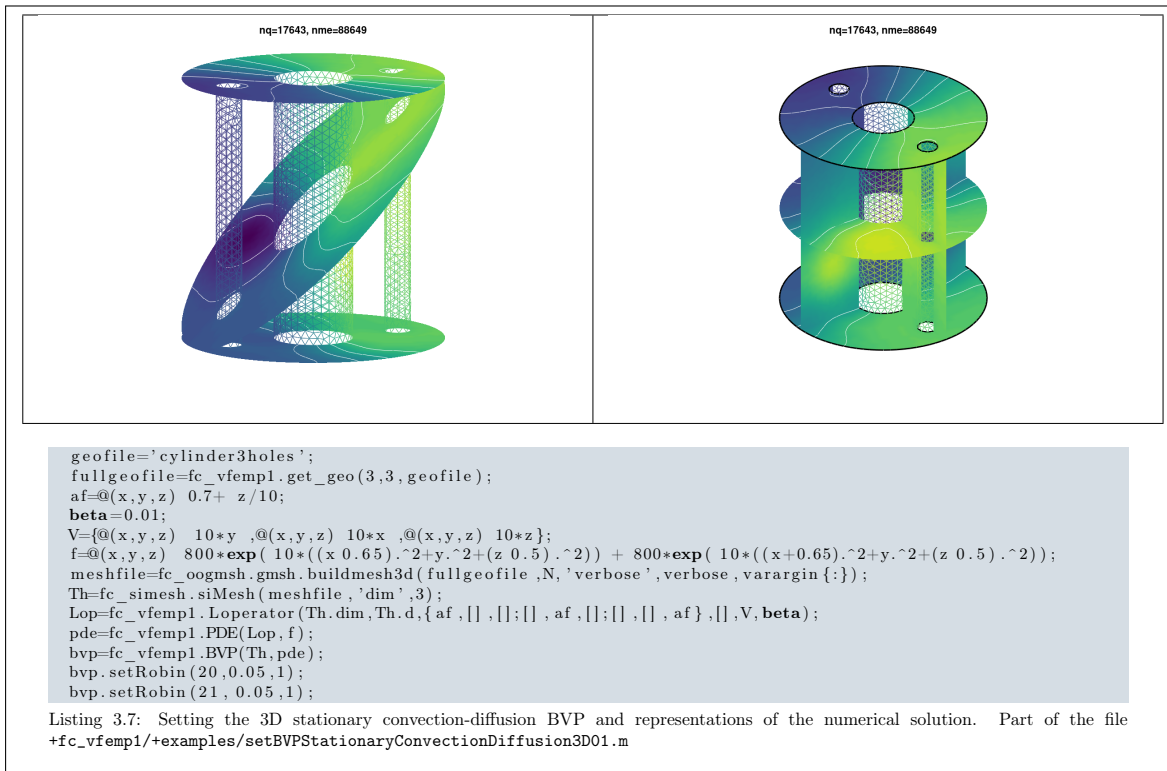 nq=17643, nme=88649
nq=17643, nme=88649
geofile='cylinder3holes';
fullgeofile=fc_vfemp1.get_geo(3,3,geofile);
af=@(x,y,z) 0.7+ z/10;
beta=0.01;
V={@(x,y,z) 10*y ,@(x,y,z) 10*x ,@(x,y,z) 10*z};
f=@(x,y,z) 800*exp( 10*((x 0.65).^2+y.^2+(z 0.5).^2)) + 800*exp( 10*((x+0.65).^2+y.^2+(z 0.5).^2));
meshfile=fc_oogmsh.gmsh.buildmesh3d(fullgeofile,N,'verbose',verbose,varargin{:});
Th=fc_simesh.siMesh(meshfile,'dim',3);
Lop=fc_vfemp1.Loperator(Th.dim,Th.d,{af,[],[];[],af,[];[],[],af},[],V,beta);
pde=fc_vfemp1.PDE(Lop,f);
bvp=fc_vfemp1.BVP(Th,pde);
bvp.setRobin(20,0.05,1);
bvp.setRobin(21, 0.05,1);
Listing 3.7: Setting the 3D stationary convection-diffusion BVP and representations of the numerical solution. Part of the file
+fc_vfemp1/+examples/setBVPStationaryConvectionDiffusion3D01.m